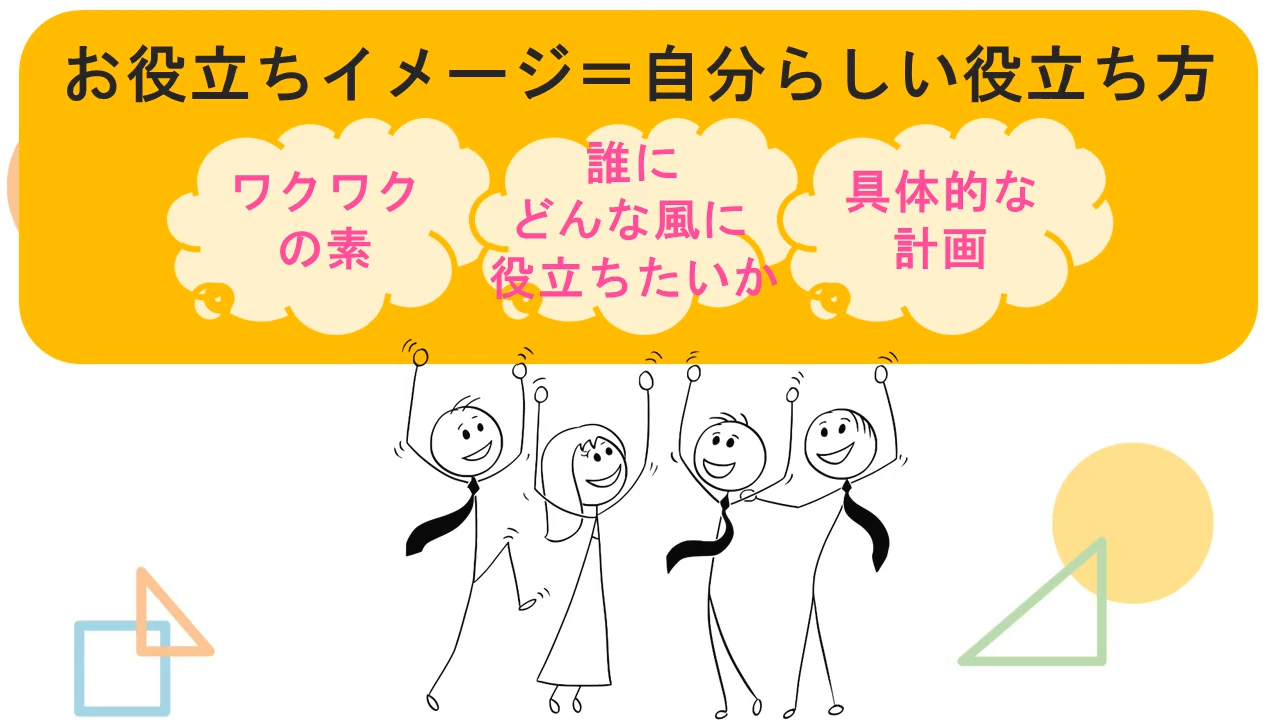 お役立ちイメージ＝自分らしい役立ち方
ワクワク
の素
誰に
どんな風に
役立ちたいか
具体的な
計画